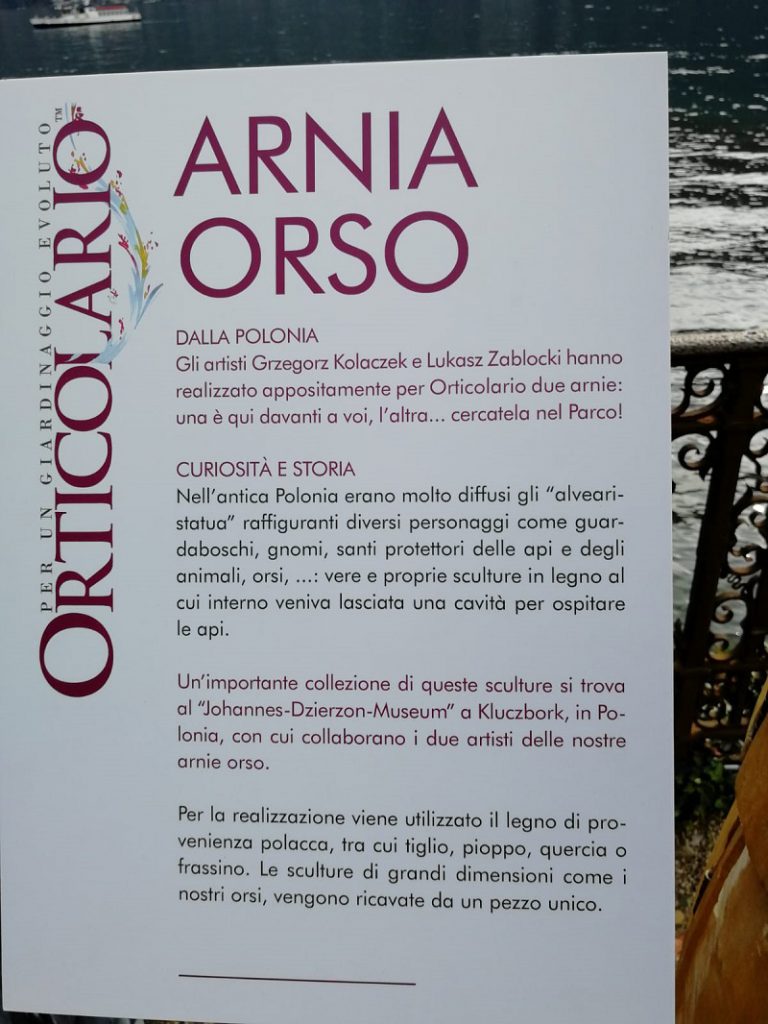 PER UN GIARDINAGGIO EVOLUTO
ORTICOLARIO™
ARNIA
ORSO
DALLA POLONIA
Gli artisti Grzegorz Kolaczek e Lukasz Zablocki hanno
realizzato appositamente per Orticolario due arnie:
una è qui davanti a voi, l'altra... cercatela nel Parco!
CURIOSITÀ E STORIA
Nell'antica Polonia erano molto diffusi gli "alveari-
statua" raffiguranti diversi personaggi come guar-
daboschi, gnomi, santi protettori delle api e degli
animali, orsi, ...: vere e proprie sculture in legno al
cui interno veniva lasciata una cavità per ospitare
le api.
Un'importante collezione di queste sculture si trova
al "Johannes-Dzierzon-Museum" a Kluczbork, in Po-
lonia, con cui collaborano i due artisti delle nostre
arnie orso.
Per la realizzazione viene utilizzato il legno di pro-
venienza polacca, tra cui tiglio, pioppo, quercia o
frassino. Le sculture di grandi dimensioni come i
nostri orsi, vengono ricavate da un pezzo unico.